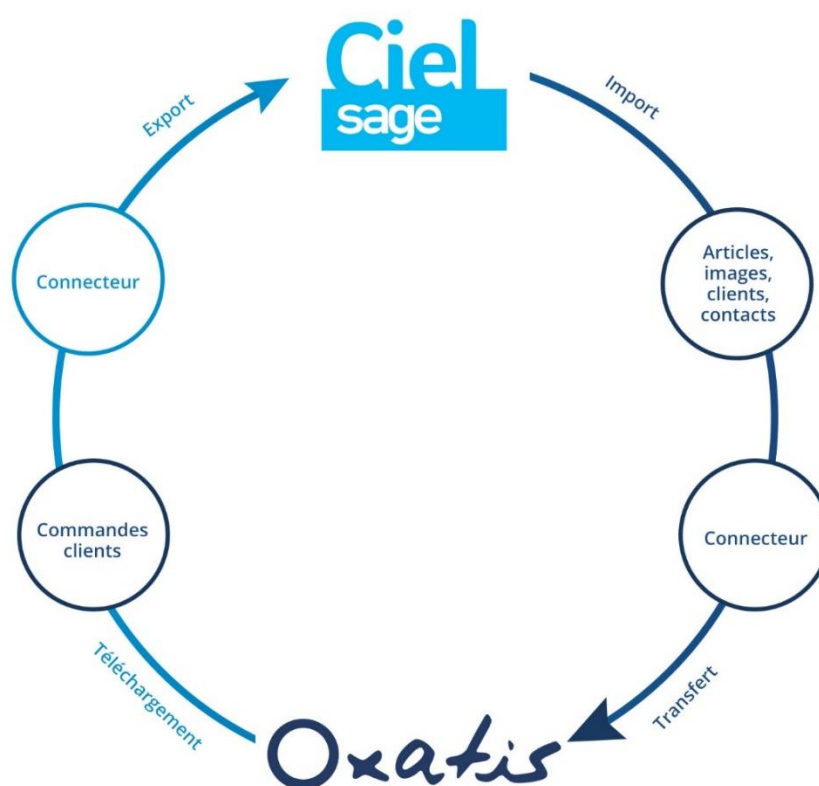 Ciel
sage
Import
Articles,
images,
clients,
contacts
Connecteur
Transfert
Oxatis
Téléchargement
Commandes
clients
Connecteur
Export